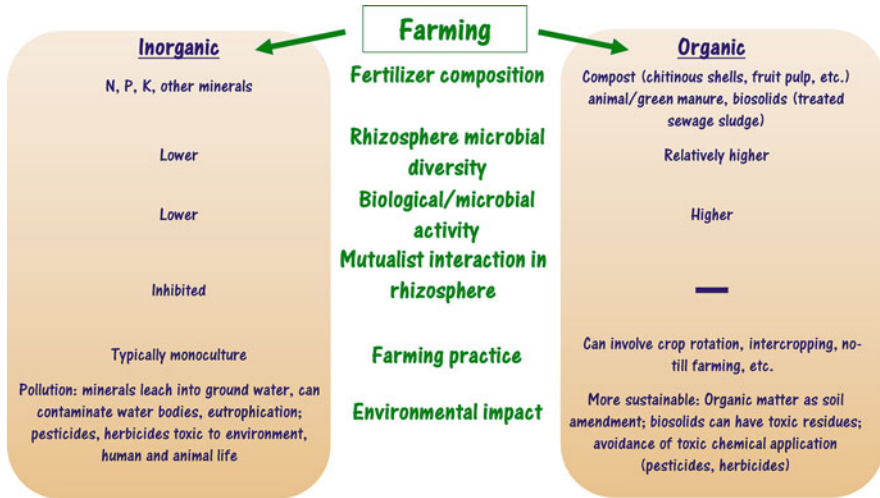 Farming
Inorganic
Organic
Fertilizer composition
N, P, K, other minerals
Compost (chitinous shells, fruit pulp, etc.)
animal/green manure, biosolids (treated
sewage sludge)
Rhizosphere microbial
diversity
Lower
Relatively higher
Biological/microbial
activity
Lower
Higher
Mutualist interaction in
rhizosphere
Inhibited
—
Farming practice
Typically monoculture
Can involve crop rotation, intercropping, no-
till farming, etc.
Environmental impact
Pollution: minerals leach into ground water, can
contaminate water bodies, eutrophication;
pesticides, herbicides toxic to environment,
human and animal life
More sustainable: Organic matter as soil
amendment; biosolids can have toxic residues;
avoidance of toxic chemical application
(pesticides, herbicides)